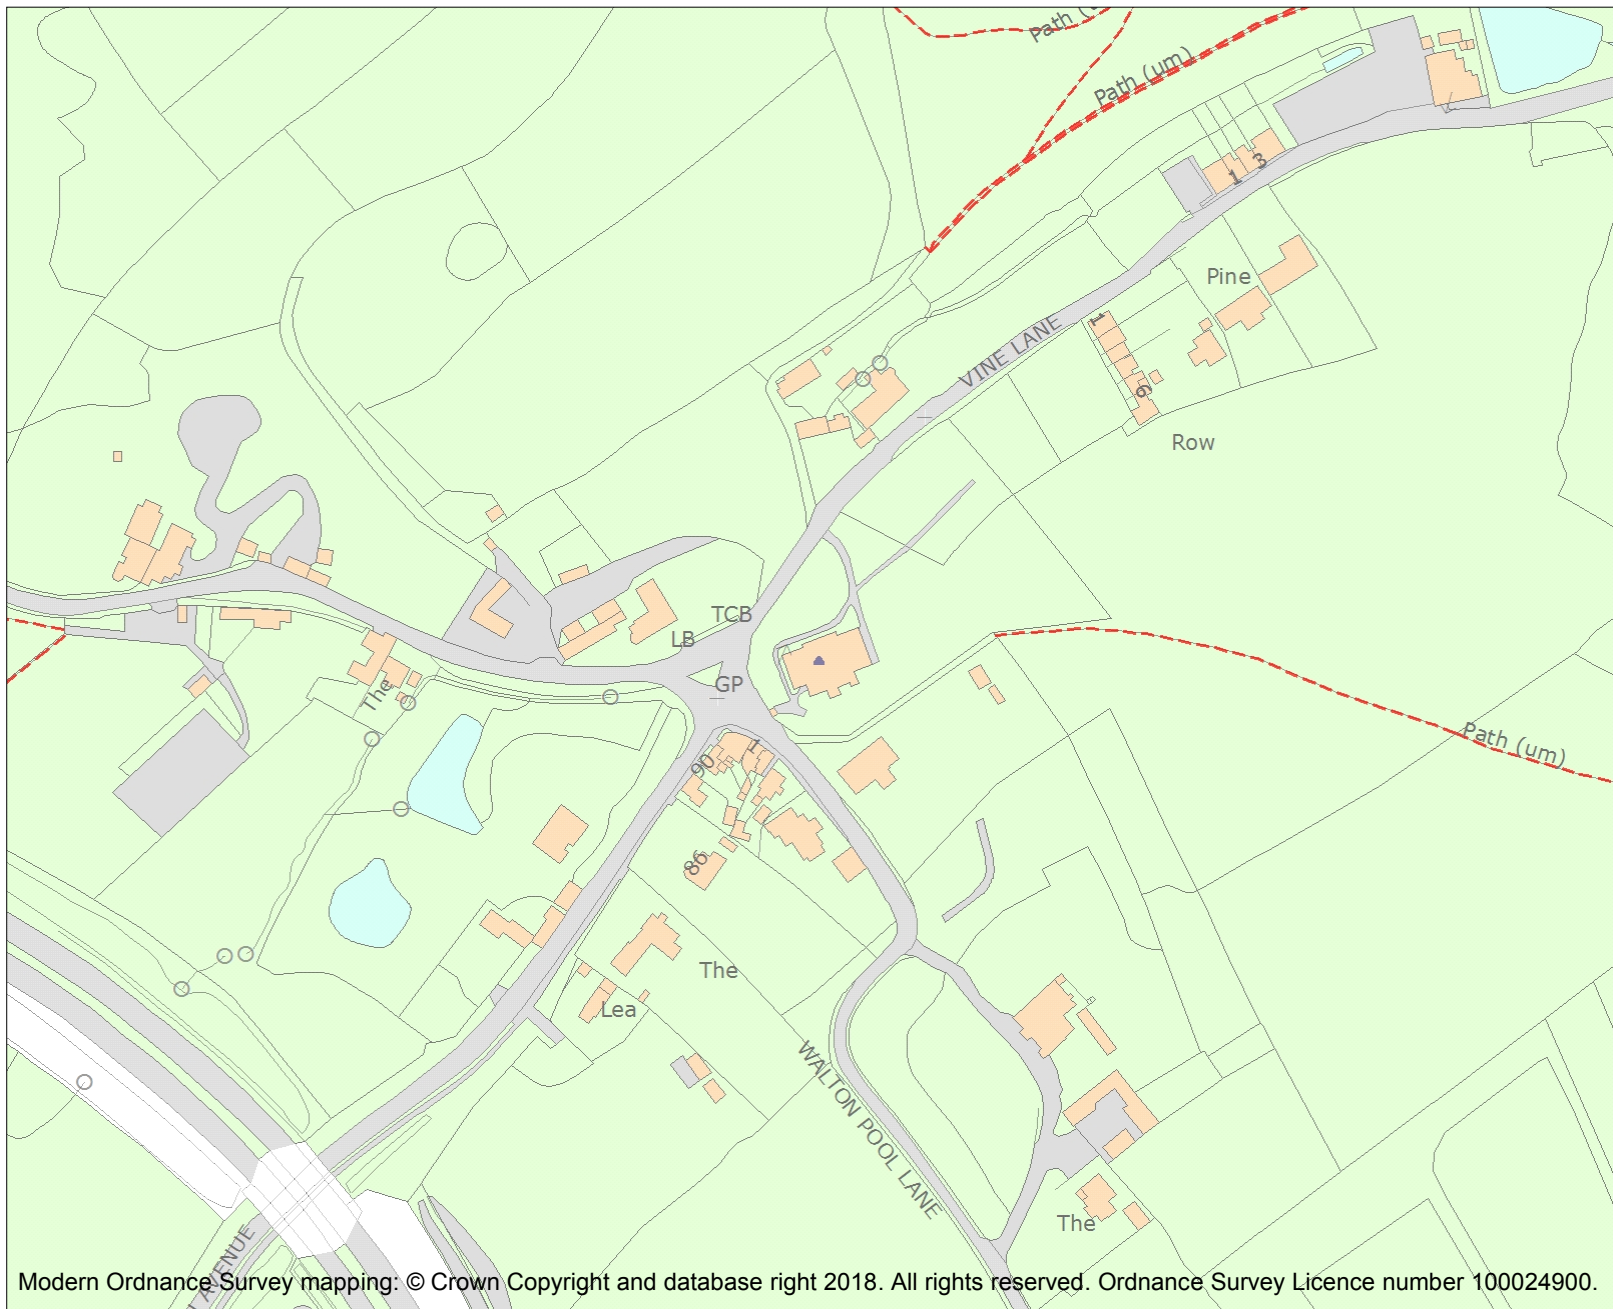 Path (u
Path (um)
3
1
Pine
VINE LANE
1
6
Row
TCB
LB
GP
The
Path (um)
1
90
86
The
Lea
WALTON POOL LANE
The
AVENUE
Modern Ordnance Survey mapping: © Crown Copyright and database right 2018. All rights reserved. Ordnance Survey Licence number 100024900.